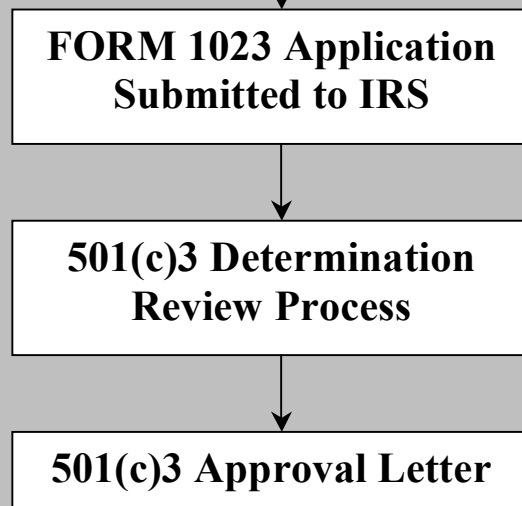 FORM 1023 Application
Submitted to IRS
501(c)3 Determination
Review Process
501(c)3 Approval Letter